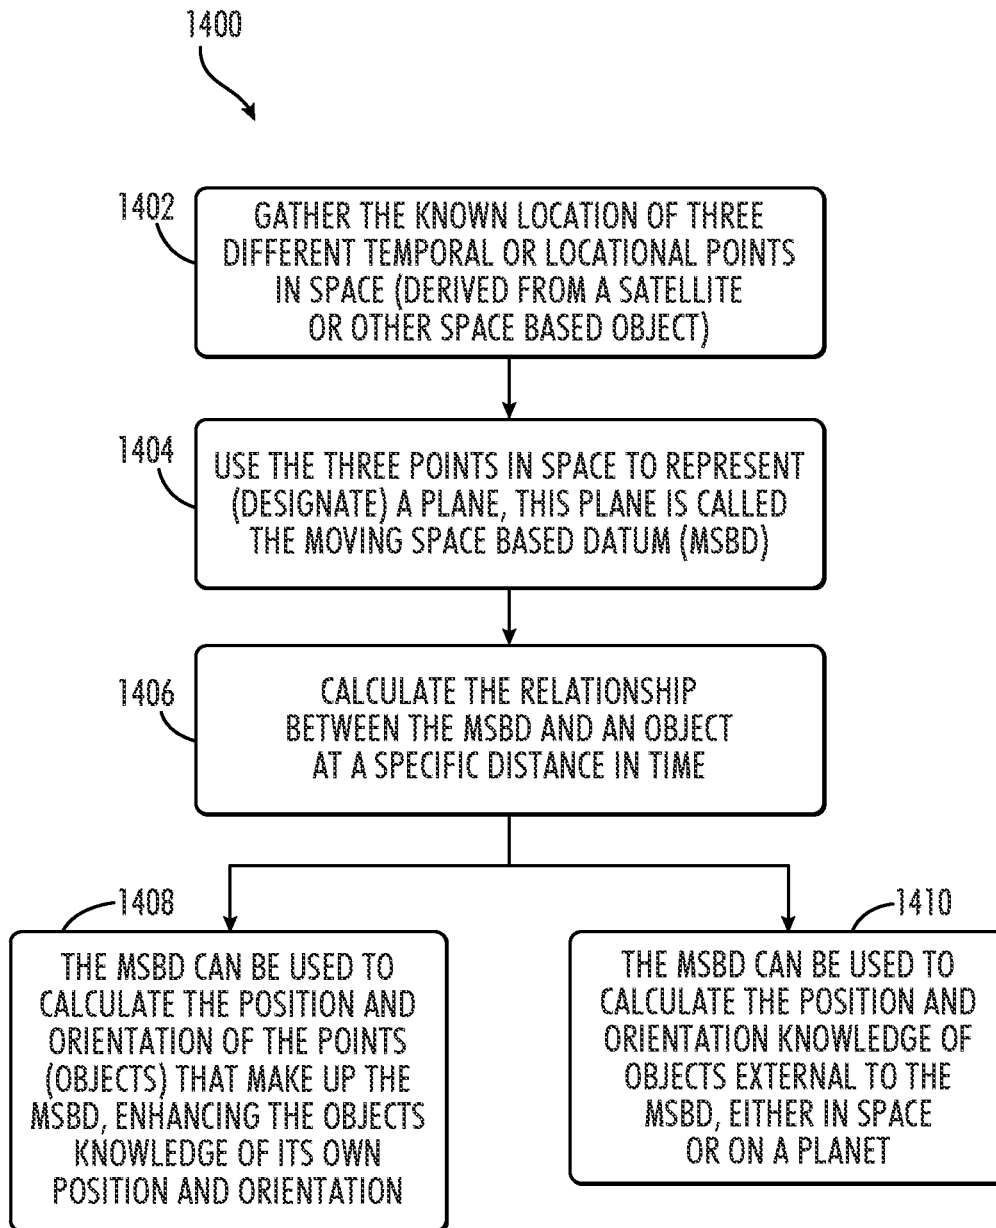 1400
1402
GATHER THE KNOWN LOCATION OF THREE
DIFFERENT TEMPORAL OR LOCATIONAL POINTS
IN SPACE (DERIVED FROM A SATELLITE
OR OTHER SPACE BASED OBJECT)
1404
USE THE THREE POINTS IN SPACE TO REPRESENT
(DESIGNATE) A PLANE, THIS PLANE IS CALLED
THE MOVING SPACE BASED DATUM (MSBD)
1406
CALCULATE THE RELATIONSHIP
BETWEEN THE MSBD AND AN OBJECT
AT A SPECIFIC DISTANCE IN TIME
1408
THE MSBD CAN BE USED TO
CALCULATE THE POSITION AND
ORIENTATION OF THE POINTS
(OBJECTS) THAT MAKE UP THE
MSBD, ENHANCING THE OBJECTS
KNOWLEDGE OF ITS OWN
POSITION AND ORIENTATION
1410
THE MSBD CAN BE USED TO
CALCULATE THE POSITION AND
ORIENTATION KNOWLEDGE OF
OBJECTS EXTERNAL TO THE
MSBD, EITHER IN SPACE
OR ON A PLANET